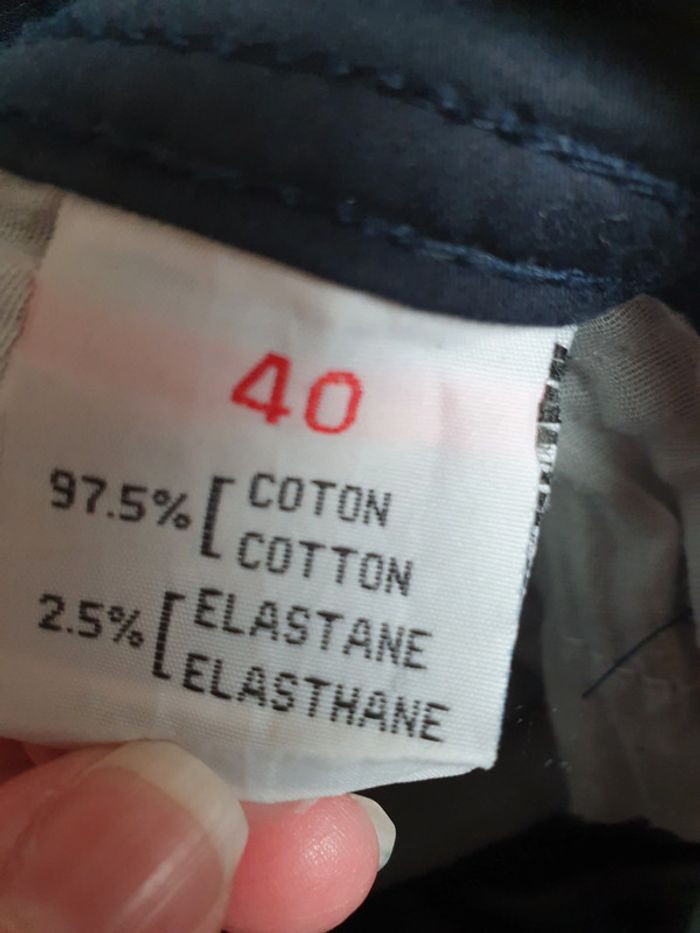 40
97.5% [ COTON
COTTON
2.5% [ ELASTANE
ELASTHANE